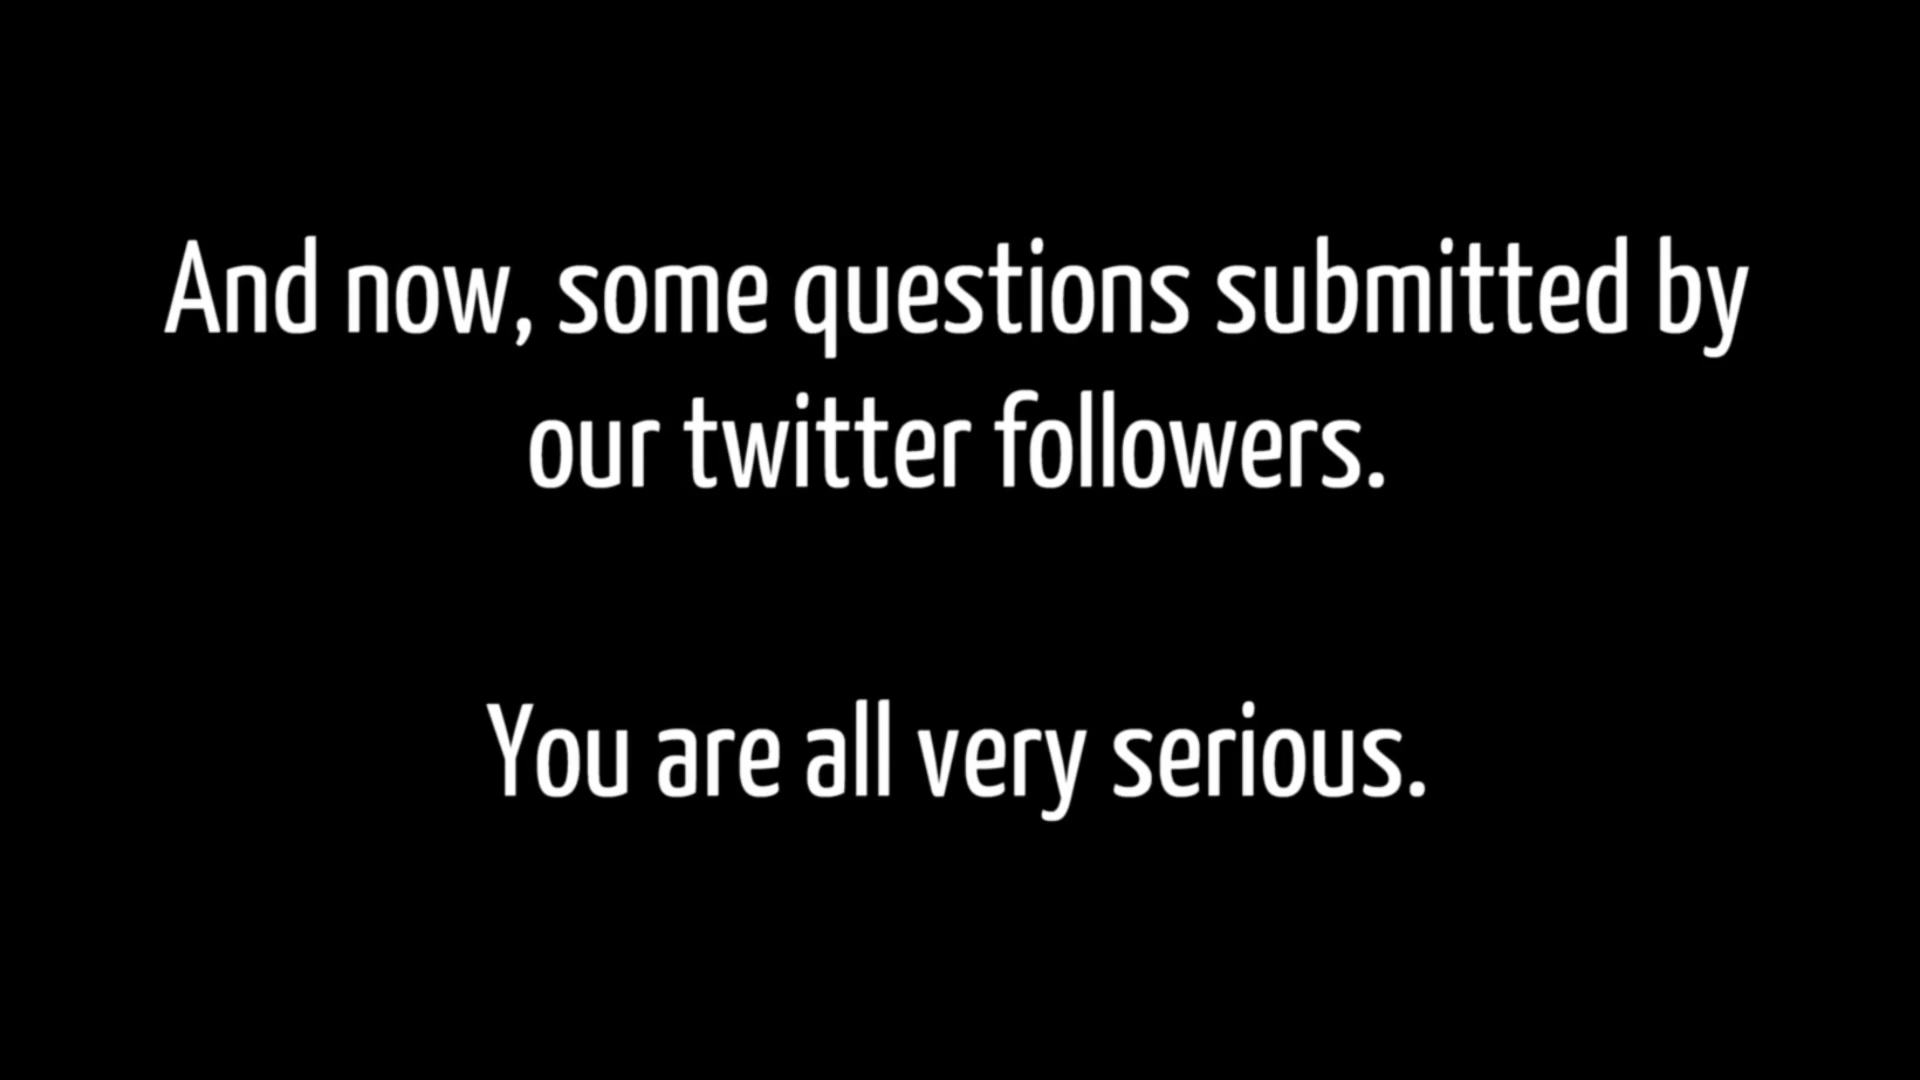 And now, some questions submitted by
our twitter followers.
You are all very serious.